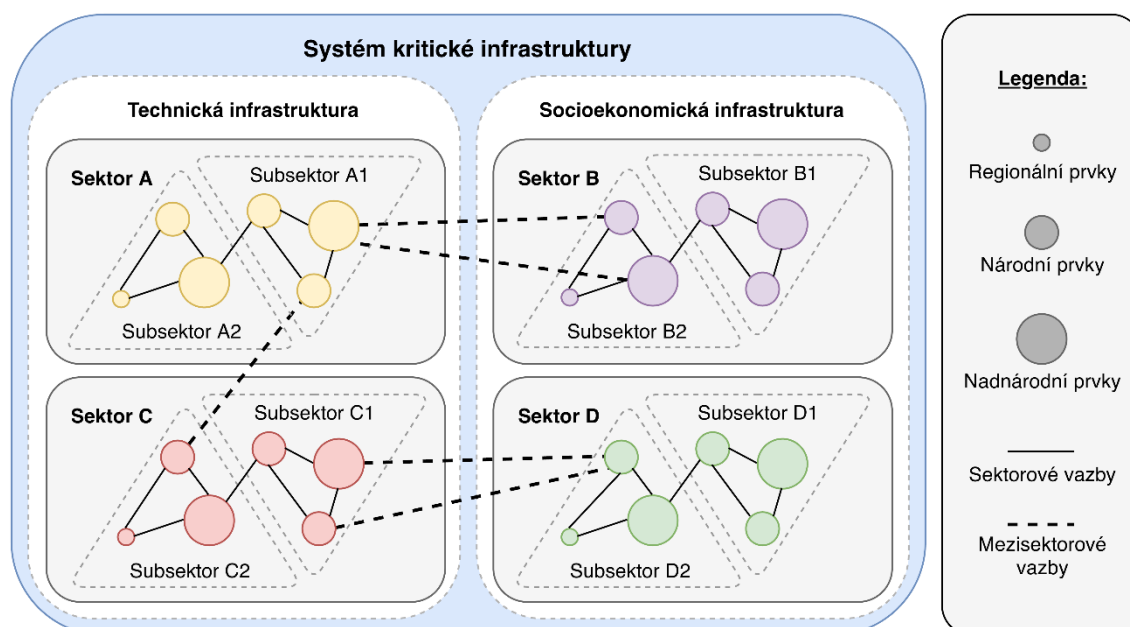 Systém kritické infrastruktury
Technická infrastruktura
Socioekonomická infrastruktura
Sektor A
Subsektor A1
Subsektor A2
Sektor B
Subsektor B1
Subsektor B2
Sektor C
Subsektor C1
Subsektor C2
Sektor D
Subsektor D1
Subsektor D2
Legenda:
Regionální prvky
Národní prvky
Nadnárodní prvky
Sektorové vazby
Mezisektorové
vazby